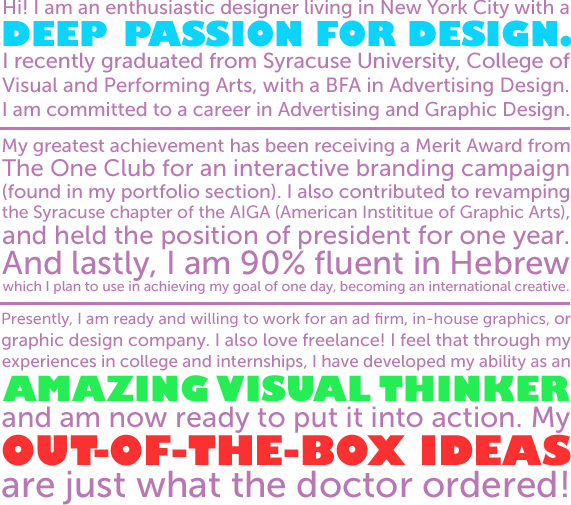 Hi! I am an enthusiastic designer living in New York City with a
DEEP PASSION FOR DESIGN.
I recently graduated from Syracuse University, College of
Visual and Performing Arts, with a BFA in Advertising Design.
I am committed to a career in Advertising and Graphic Design.
My greatest achievement has been receiving a Merit Award from
The One Club for an interactive branding campaign
(found in my portfolio section). I also contributed to revamping
the Syracuse chapter of the AIGA (American Instititue of Graphic Arts),
and held the position of president for one year.
And lastly, I am 90% fluent in Hebrew
which I plan to use in achieving my goal of one day, becoming an international creative.
Presently, I am ready and willing to work for an ad firm, in-house graphics, or
graphic design company. I also love freelance! I feel that through my
experiences in college and internships, I have developed my ability as an
AMAZING VISUAL THINKER
and am now ready to put it into action. My
OUT-OF-THE-BOX IDEAS
are just what the doctor ordered!